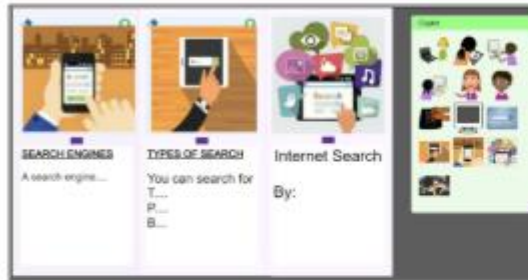 SEARCH ENGINES
A search engine....
TYPES OF SEARCH
You can search for
T....
P....
B...
Internet Search
By: